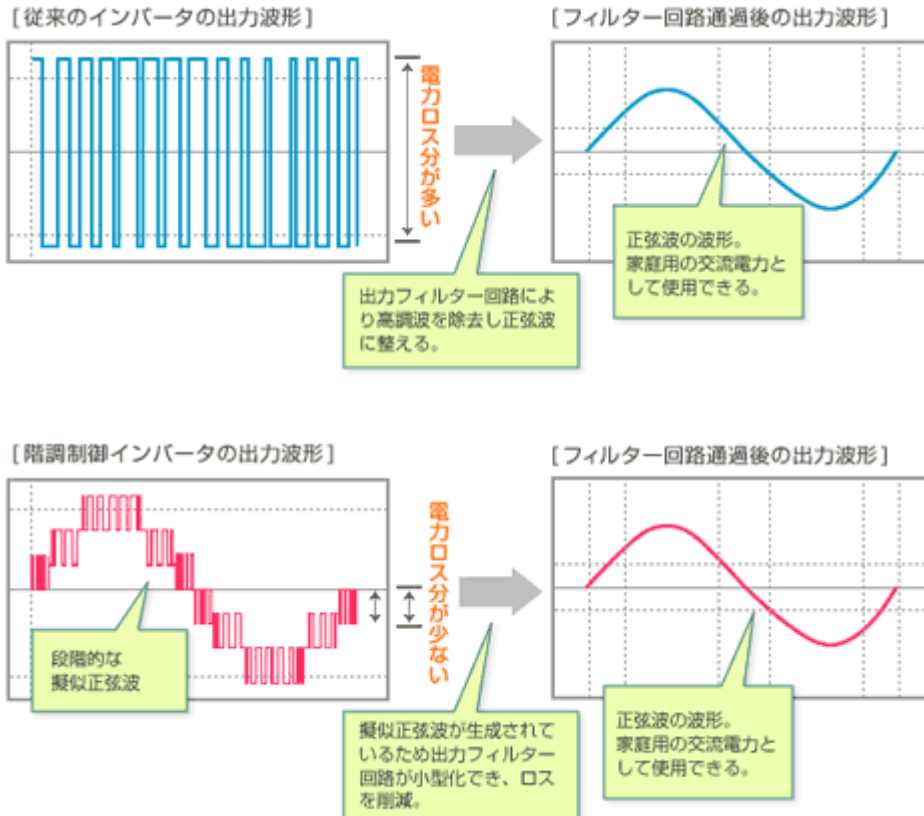 [従来のインバータの出力波形]
[フィルター回路通過後の出力波形]
電力ロス分が多い
正弦波の波形。
家庭用の交流電力と
して使用できる。
出力フィルター回路によ
り高調波を除去し正弦波
に整える。
[階調制御インバータの出力波形]
[フィルター回路通過後の出力波形]
電力ロス分が少ない
段階的な
擬似正弦波
擬似正弦波が生成されて
いるため出力フィルター
回路が小型化でき、ロス
を削減。
正弦波の波形。
家庭用の交流電力と
して使用できる。